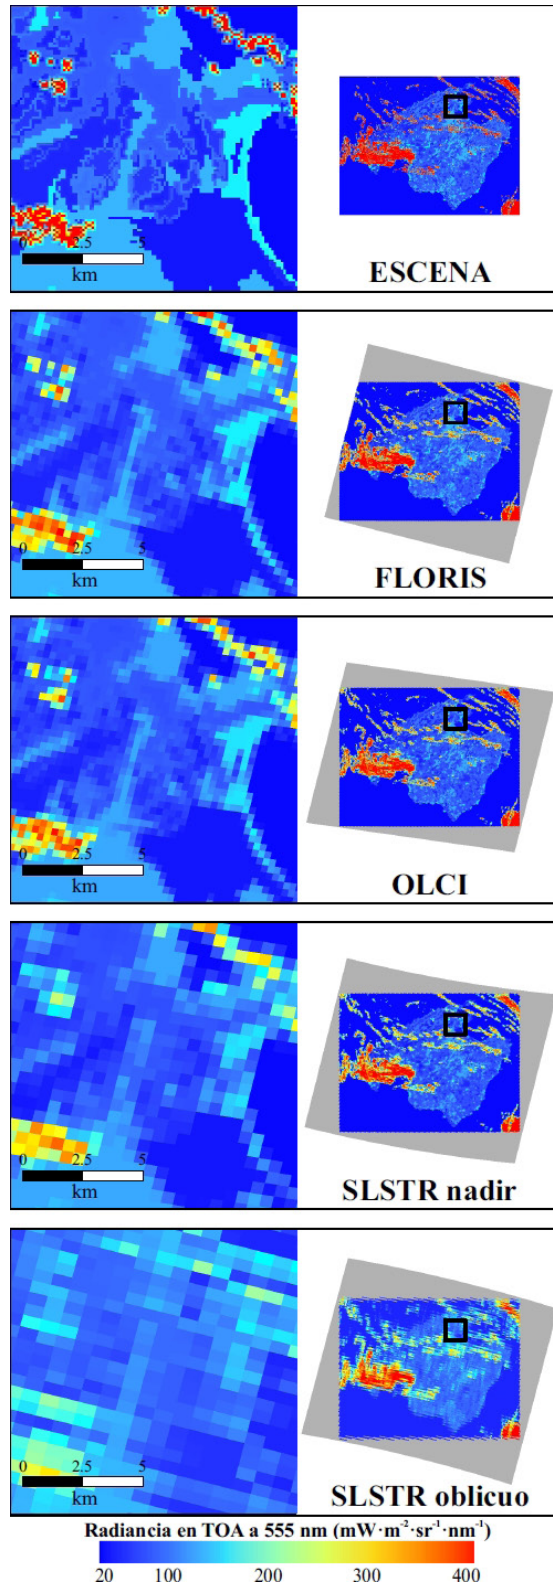 0 2.5 5
km
ESCENA
0 2.5 5
km
FLORIS
0 2.5 5
km
OLCI
0 2.5 5
km
SLSTR nadir
0 2.5 5
km
SLSTR oblicuo
Radiancia en TOA a 555 nm (mW·m⁻²·sr⁻¹·nm⁻¹)
20 100 200 300 400